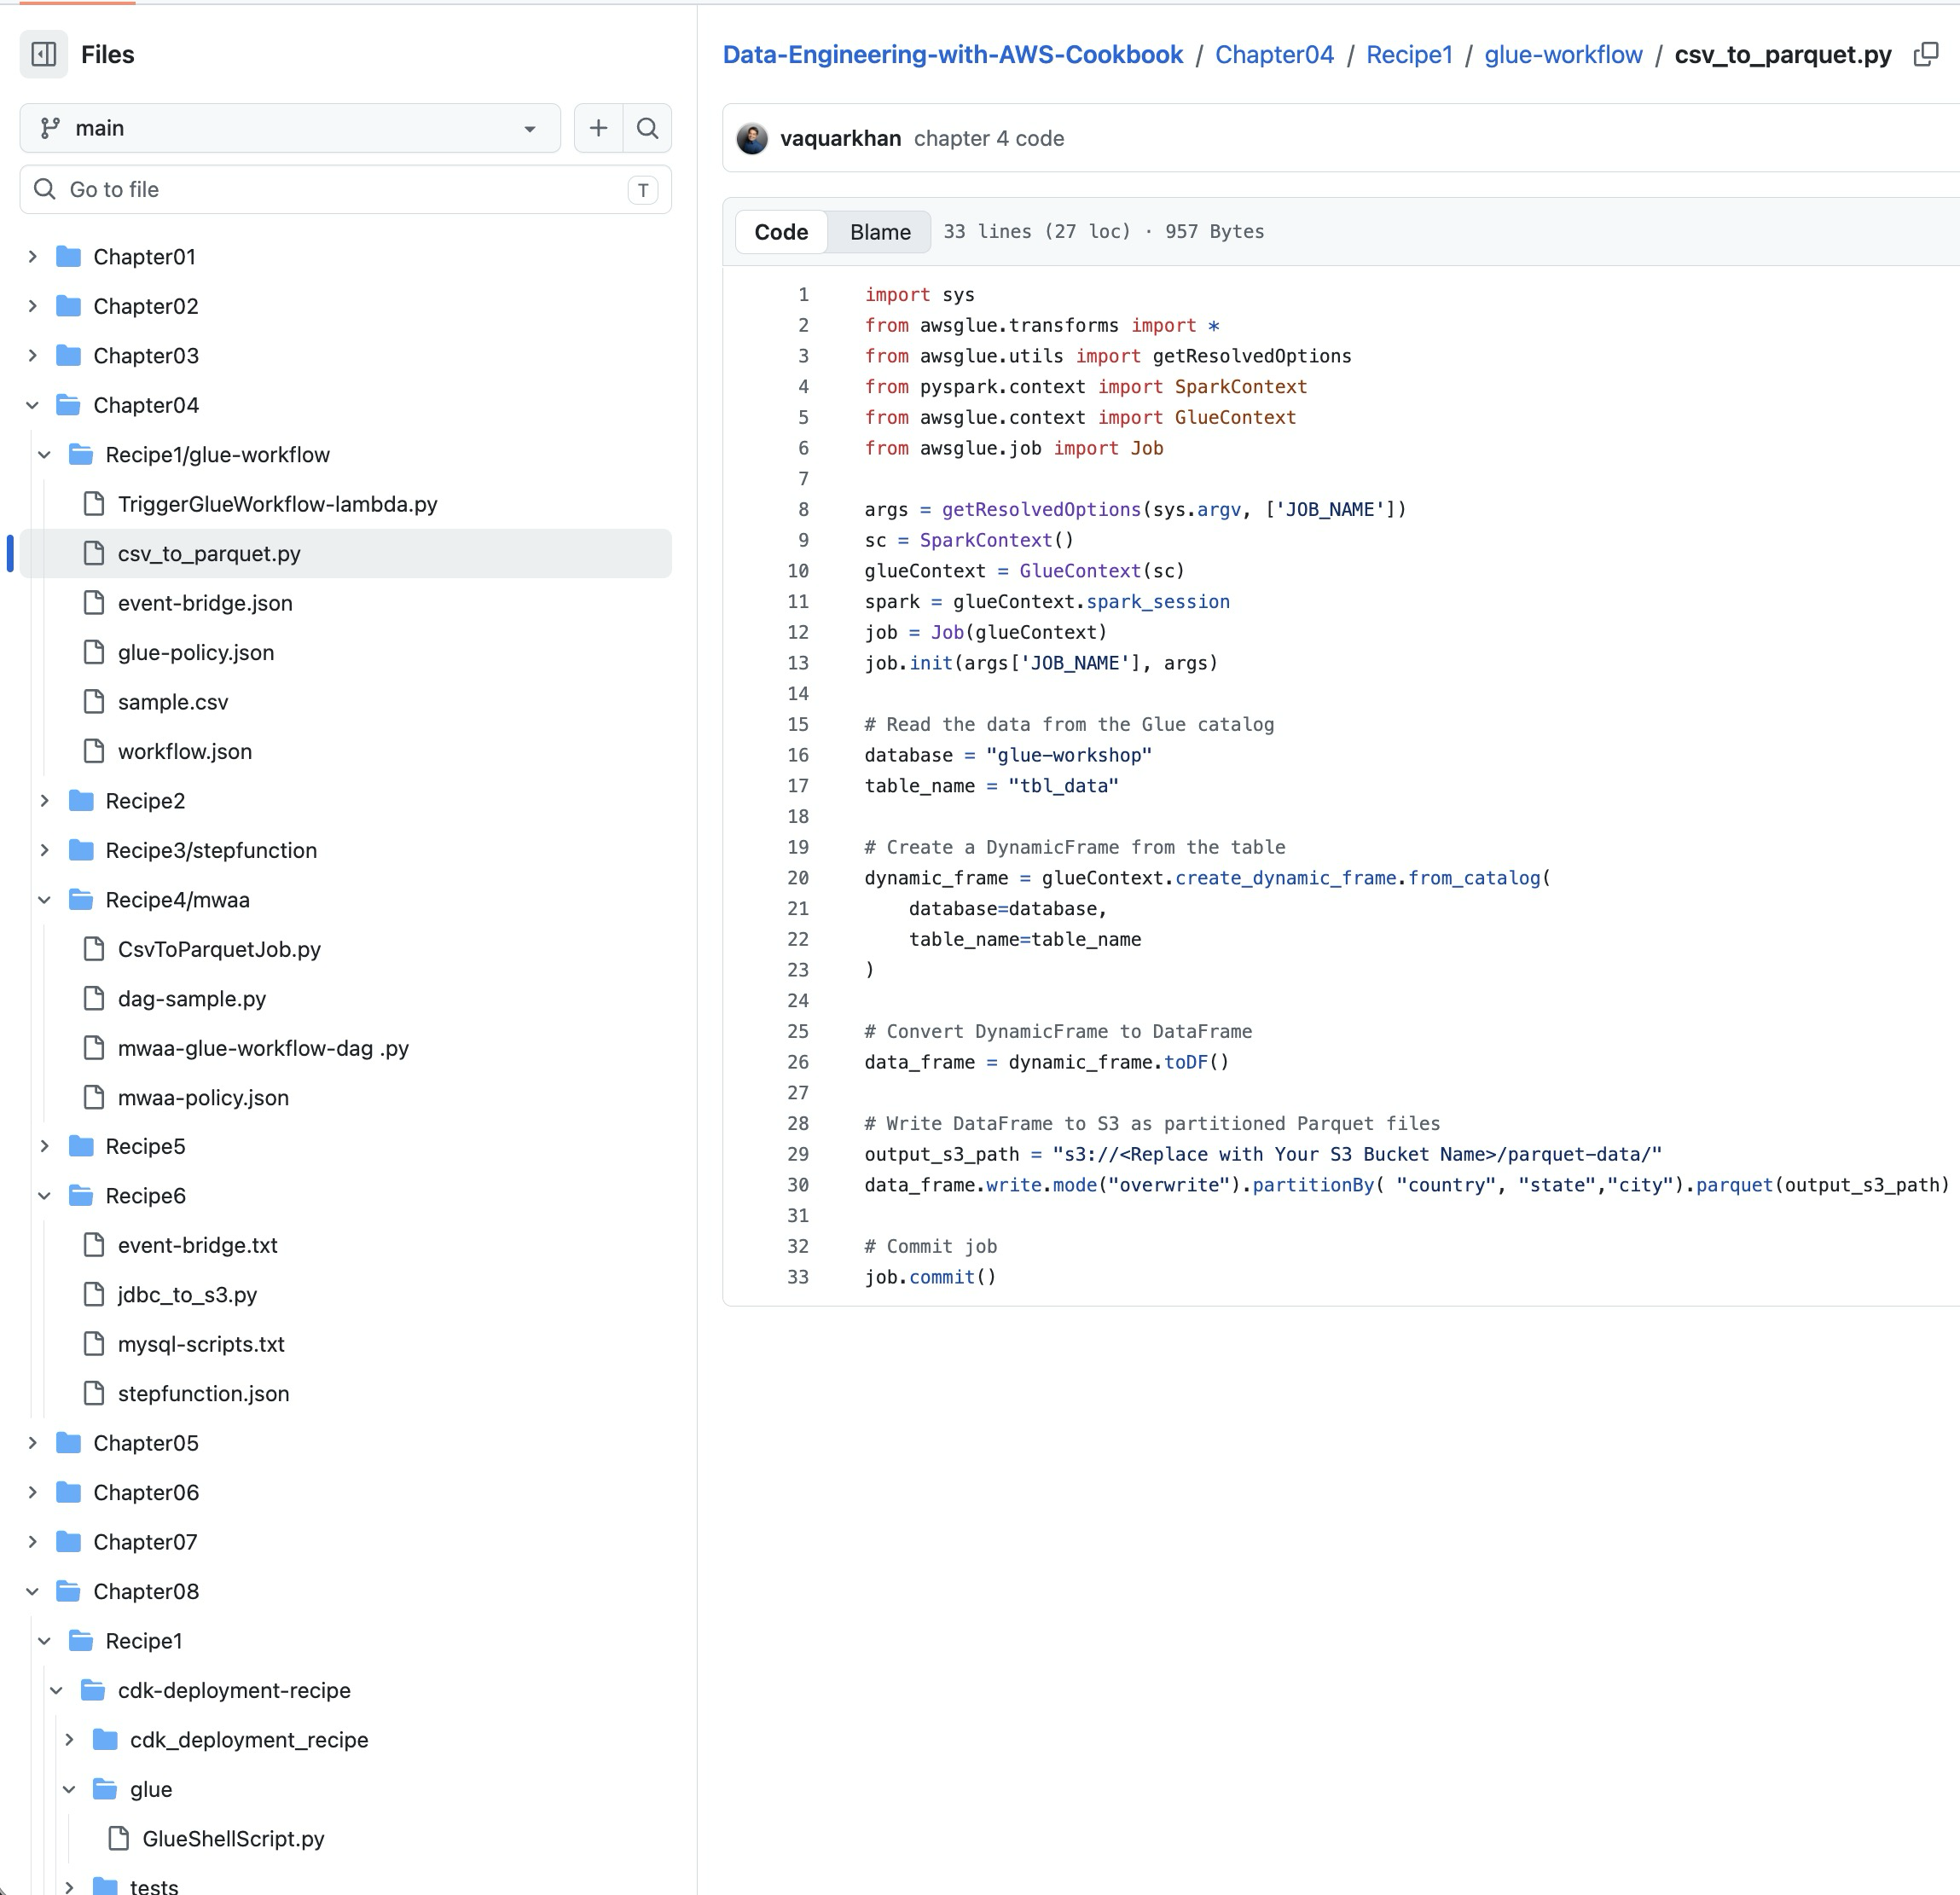 Files
main
Go to file
T
Chapter01
Chapter02
Chapter03
Chapter04
Recipe1/glue-workflow
TriggerGlueWorkflow-lambda.py
csv_to_parquet.py
event-bridge.json
glue-policy.json
sample.csv
workflow.json
Recipe2
Recipe3/stepfunction
Recipe4/mwaa
CsvToParquetJob.py
dag-sample.py
mwaa-glue-workflow-dag .py
mwaa-policy.json
Recipe5
Recipe6
event-bridge.txt
jdbc_to_s3.py
mysql-scripts.txt
stepfunction.json
Chapter05
Chapter06
Chapter07
Chapter08
Recipe1
cdk-deployment-recipe
cdk_deployment_recipe
glue
GlueShellScript.py
tests
Data-Engineering-with-AWS-Cookbook / Chapter04 / Recipe1 / glue-workflow / csv_to_parquet.py
vaquarkhan chapter 4 code
Code Blame 33 lines (27 loc) · 957 Bytes
1 import sys
2 from awsglue.transforms import *
3 from awsglue.utils import getResolvedOptions
4 from pyspark.context import SparkContext
5 from awsglue.context import GlueContext
6 from awsglue.job import Job
7
8 args = getResolvedOptions(sys.argv, ['JOB_NAME'])
9 sc = SparkContext()
10 glueContext = GlueContext(sc)
11 spark = glueContext.spark_session
12 job = Job(glueContext)
13 job.init(args['JOB_NAME'], args)
14
15 # Read the data from the Glue catalog
16 database = "glue-workshop"
17 table_name = "tbl_data"
18
19 # Create a DynamicFrame from the table
20 dynamic_frame = glueContext.create_dynamic_frame.from_catalog(
21     database=database,
22     table_name=table_name
23 )
24
25 # Convert DynamicFrame to DataFrame
26 data_frame = dynamic_frame.toDF()
27
28 # Write DataFrame to S3 as partitioned Parquet files
29 output_s3_path = "s3://<Replace with Your S3 Bucket Name>/parquet-data/"
30 data_frame.write.mode("overwrite").partitionBy( "country", "state","city").parquet(output_s3_path)
31
32 # Commit job
33 job.commit()